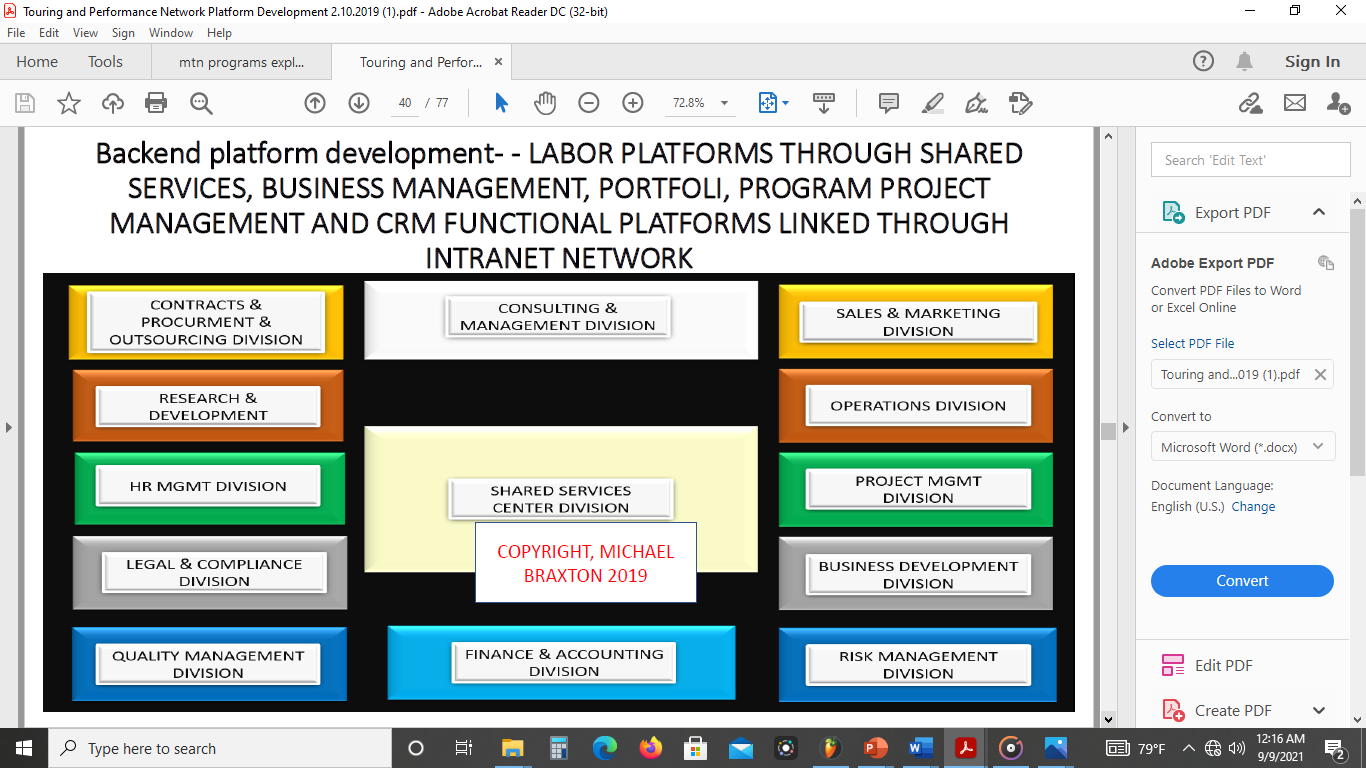 Touring and Performance Network Platform Development 2.10.2019 (1).pdf - Adobe Acrobat Reader DC (32-bit)
File Edit View Sign Window Help
Home Tools mtn programs expl... Touring and Perfor... ×
Sign In
40 / 77
72.8%
Backend platform development- - LABOR PLATFORMS THROUGH SHARED
SERVICES, BUSINESS MANAGEMENT, PORTFOLI, PROGRAM PROJECT
MANAGEMENT AND CRM FUNCTIONAL PLATFORMS LINKED THROUGH
INTRANET NETWORK
CONTRACTS &
PROCURMENT &
OUTSOURCING DIVISION
CONSULTING &
MANAGEMENT DIVISION
SALES & MARKETING
DIVISION
RESEARCH &
DEVELOPMENT
OPERATIONS DIVISION
HR MGMT DIVISION
SHARED SERVICES
CENTER DIVISION
PROJECT MGMT
DIVISION
COPYRIGHT, MICHAEL
BRAXTON 2019
LEGAL & COMPLIANCE
DIVISION
BUSINESS DEVELOPMENT
DIVISION
QUALITY MANAGEMENT
DIVISION
FINANCE & ACCOUNTING
DIVISION
RISK MANAGEMENT
DIVISION
Search 'Edit Text'
Export PDF
Adobe Export PDF
Convert PDF Files to Word
or Excel Online
Select PDF File
Touring and...019 (1).pdf
Convert to
Microsoft Word (*.docx)
Document Language:
English (U.S.) Change
Convert
Edit PDF
Create PDF
Type here to search
79°F
12:16 AM
9/9/2021
2